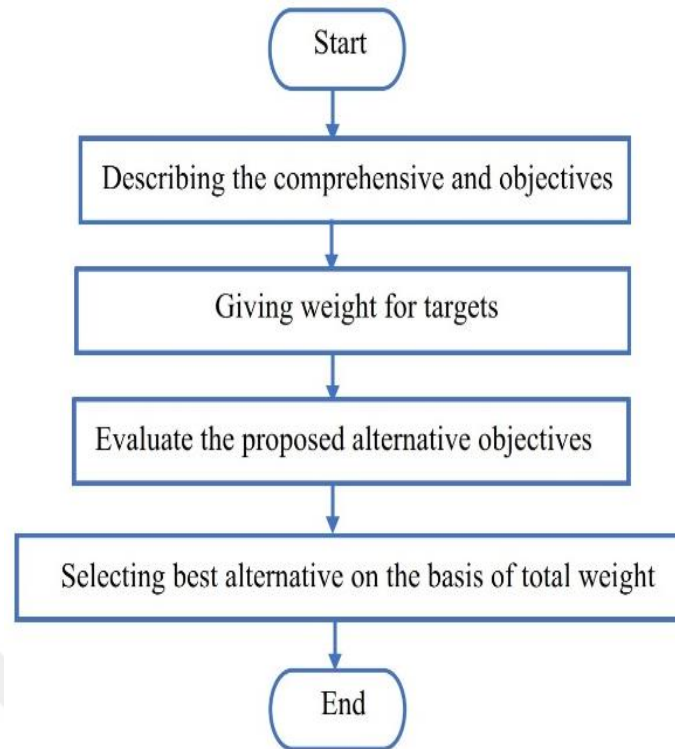 Start
Describing the comprehensive and objectives
Giving weight for targets
Evaluate the proposed alternative objectives
Selecting best alternative on the basis of total weight
End